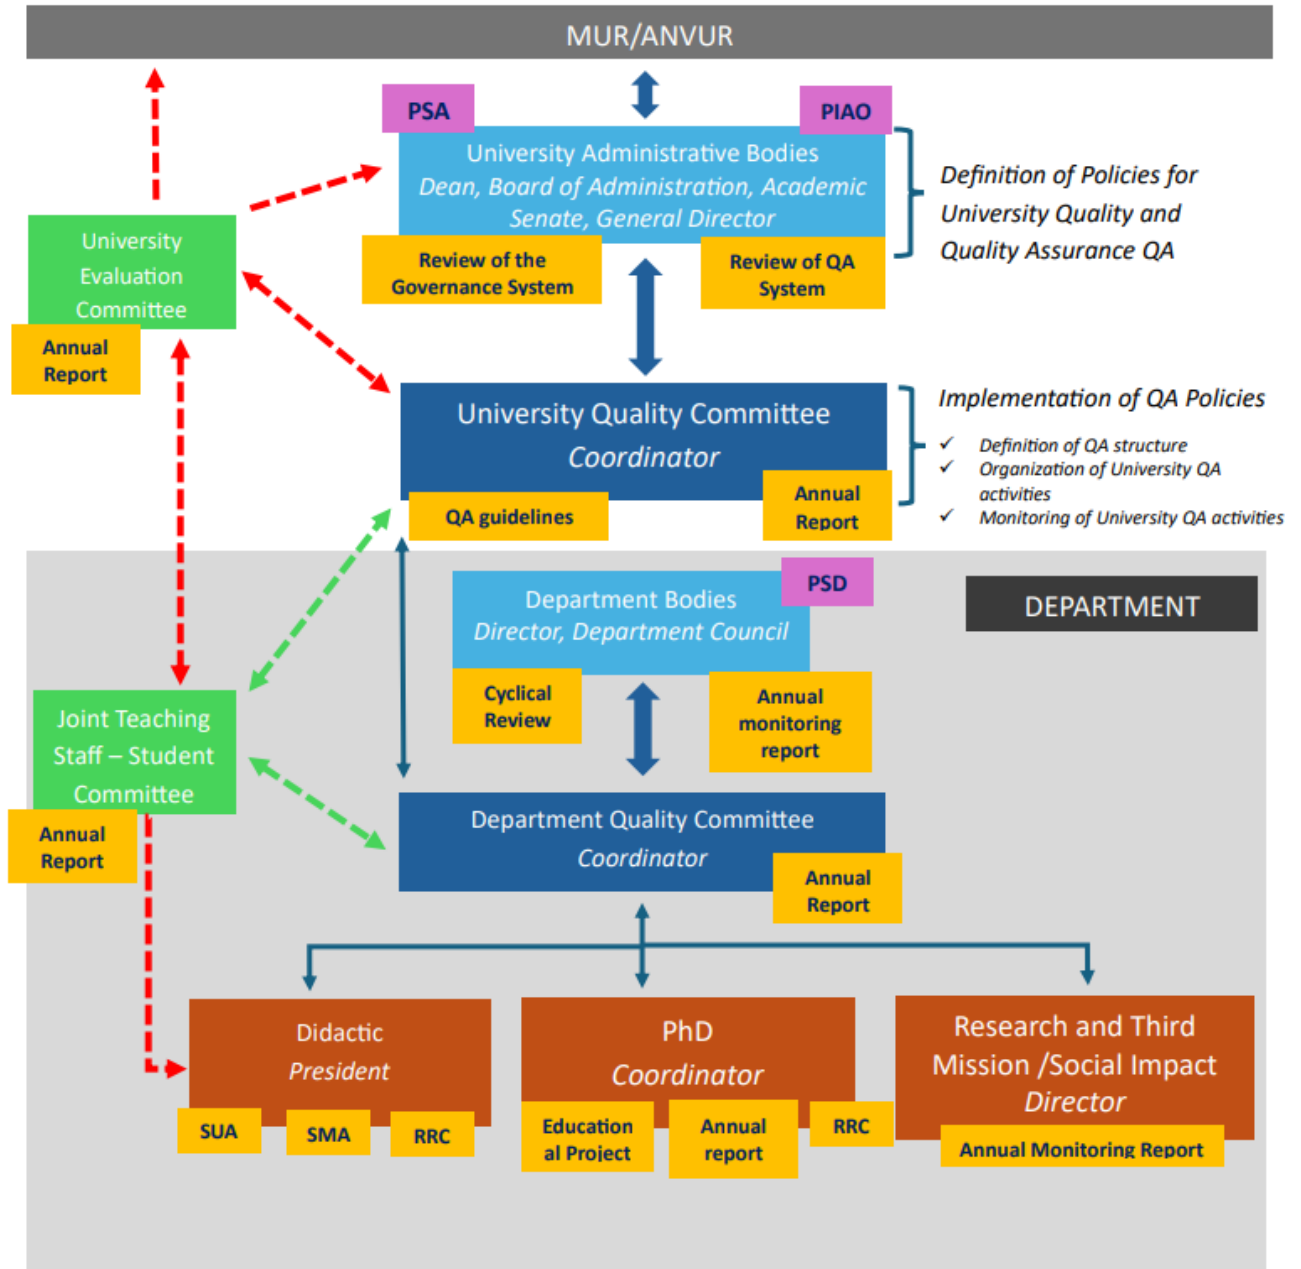 MUR/ANVUR
PSA
PIAO
University Administrative Bodies
Dean, Board of Administration, Academic
Senate, General Director
Review of the
Governance System
Review of QA
System
Definition of Policies for
University Quality and
Quality Assurance QA
University
Evaluation
Committee
Annual
Report
University Quality Committee
Coordinator
QA guidelines
Annual
Report
Implementation of QA Policies
✓ Definition of QA structure
✓ Organization of University QA
activities
✓ Monitoring of University QA activities
DEPARTMENT
PSD
Department Bodies
Director, Department Council
Cyclical
Review
Annual
monitoring
report
Joint Teaching
Staff – Student
Committee
Annual
Report
Department Quality Committee
Coordinator
Annual
Report
Didactic
President
SUA
SMA
RRC
PhD
Coordinator
Education
al Project
Annual
report
RRC
Research and Third
Mission /Social Impact
Director
Annual Monitoring Report